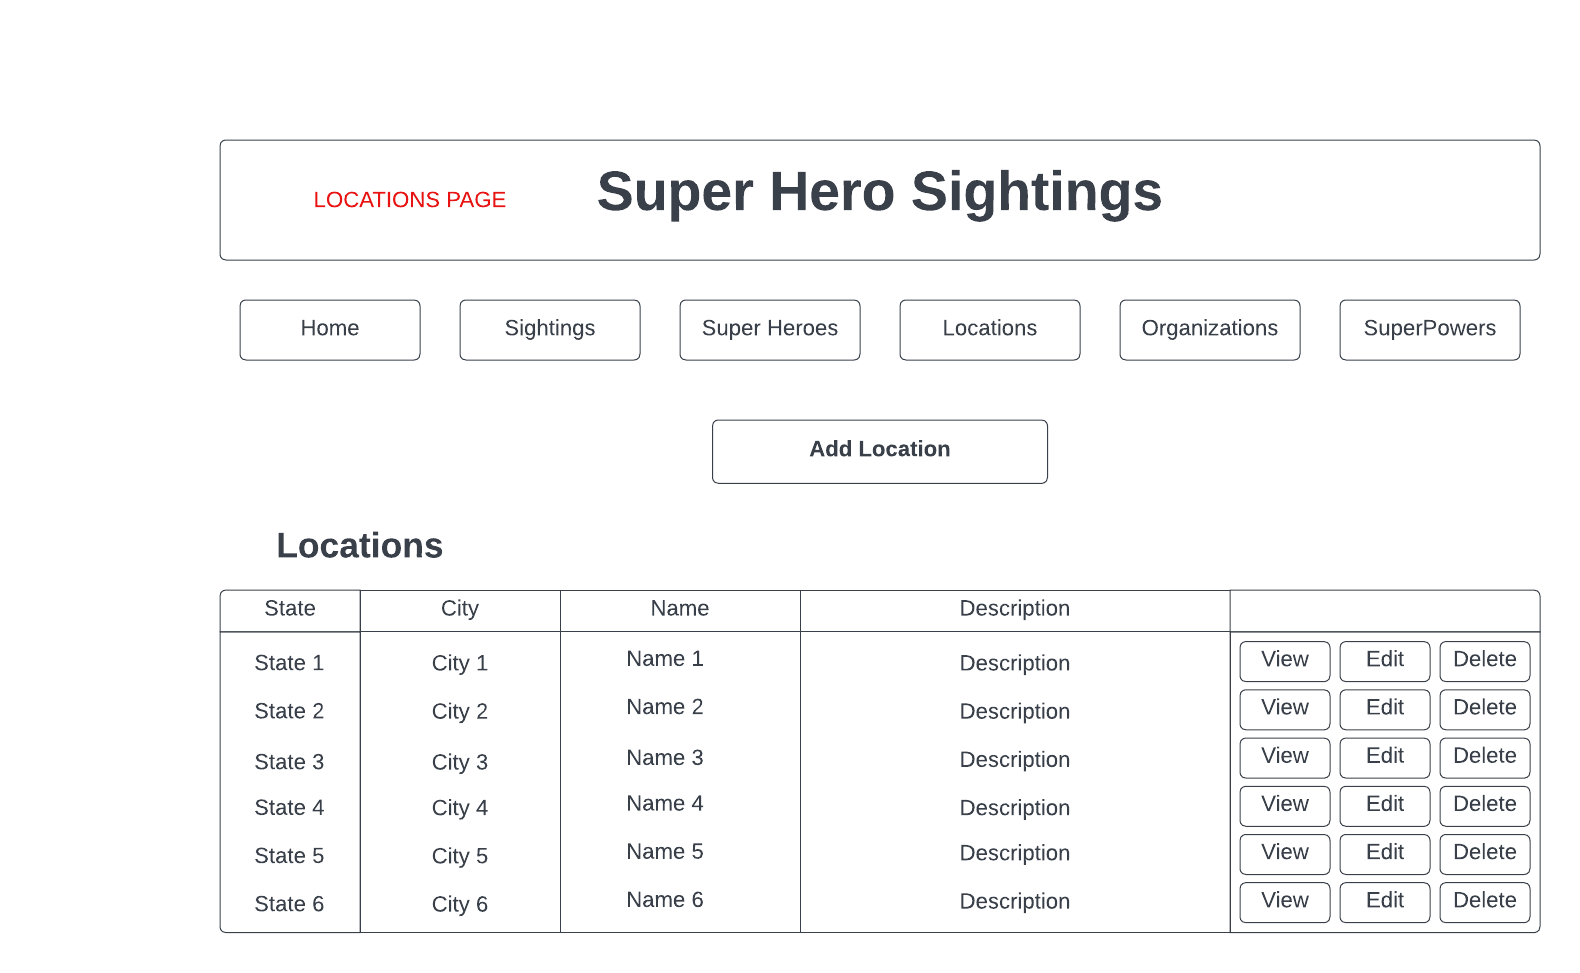 LOCATIONS PAGE
Super Hero Sightings
Home Sightings Super Heroes Locations Organizations SuperPowers
Add Location
Locations
State City Name Description
State 1 City 1 Name 1 Description View Edit Delete
State 2 City 2 Name 2 Description View Edit Delete
State 3 City 3 Name 3 Description View Edit Delete
State 4 City 4 Name 4 Description View Edit Delete
State 5 City 5 Name 5 Description View Edit Delete
State 6 City 6 Name 6 Description View Edit Delete